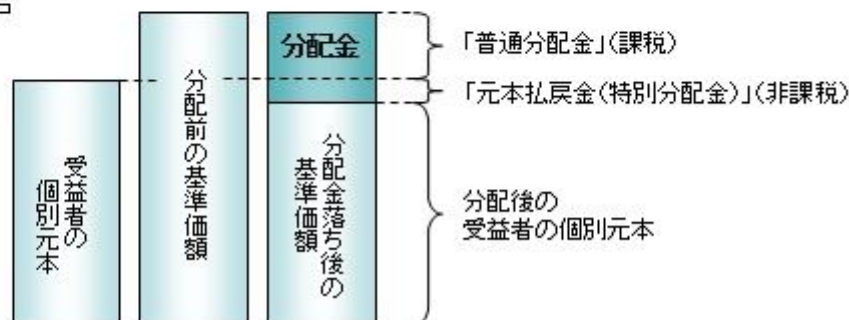 受益者の
個別元本
分配前の基準価額
分配金
分配金落ち後の
基準価額
「普通分配金」(課税)
「元本払戻金(特別分配金)」(非課税)
分配後の
受益者の個別元本